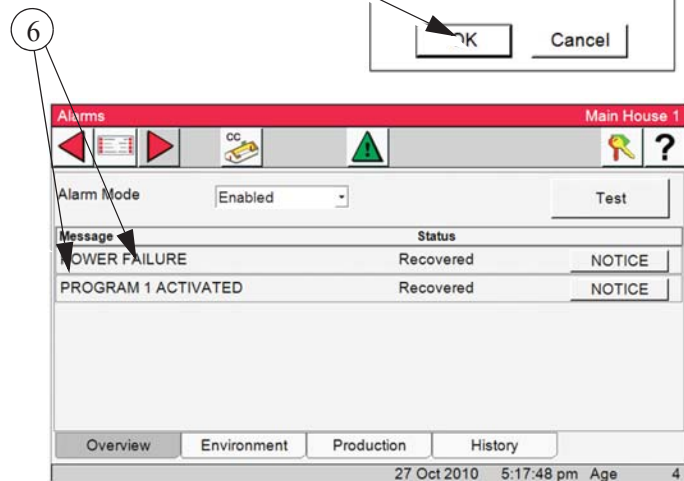 6
OK Cancel
Alarms Main House 1
CC
?
Alarm Mode Enabled Test
Message Status
POWER FAILURE Recovered NOTICE
PROGRAM 1 ACTIVATED Recovered NOTICE
Overview Environment Production History
27 Oct 2010 5:17:48 pm Age 4